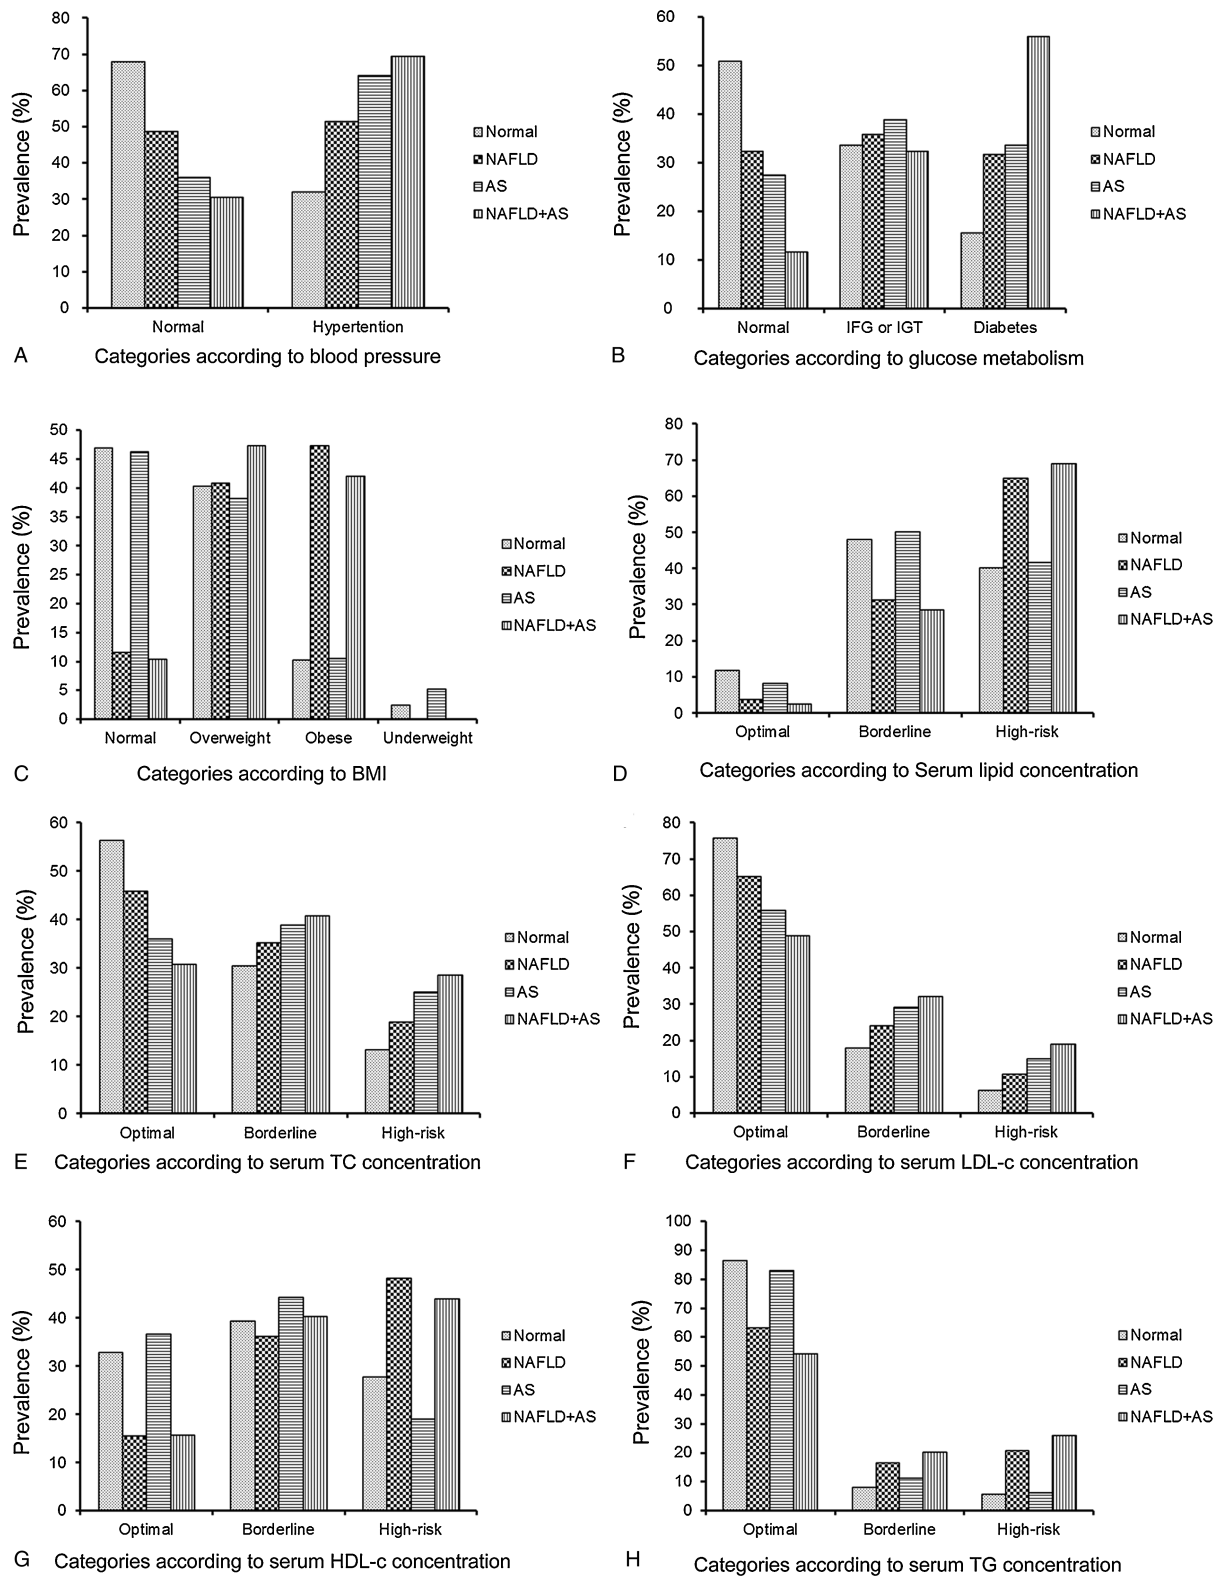 80
70
60
50
40
30
20
10
0
Prevalence (%)
Normal
Hypertention
Normal
NAFLD
AS
NAFLD+AS
A
Categories according to blood pressure
60
50
40
30
20
10
0
Prevalence (%)
Normal
IFG or IGT
Diabetes
Normal
NAFLD
AS
NAFLD+AS
B
Categories according to glucose metabolism
50
45
40
35
30
25
20
15
10
5
0
Prevalence (%)
Normal
Overweight
Obese
Underweight
Normal
NAFLD
AS
NAFLD+AS
C
Categories according to BMI
80
70
60
50
40
30
20
10
0
Prevalence (%)
Optimal
Borderline
High-risk
Normal
NAFLD
AS
NAFLD+AS
D
Categories according to Serum lipid concentration
60
50
40
30
20
10
0
Prevalence (%)
Optimal
Borderline
High-risk
Normal
NAFLD
AS
NAFLD+AS
E
Categories according to serum TC concentration
80
70
60
50
40
30
20
10
0
Prevalence (%)
Optimal
Borderline
High-risk
Normal
NAFLD
AS
NAFLD+AS
F
Categories according to serum LDL-c concentration
60
50
40
30
20
10
0
Prevalence (%)
Optimal
Borderline
High-risk
Normal
NAFLD
AS
NAFLD+AS
G
Categories according to serum HDL-c concentration
100
90
80
70
60
50
40
30
20
10
0
Prevalence (%)
Optimal
Borderline
High-risk
Normal
NAFLD
AS
NAFLD+AS
H
Categories according to serum TG concentration